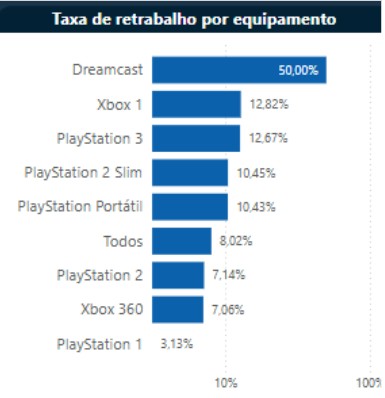 Taxa de retrabalho por equipamento
Dreamcast 50,00%
Xbox 1 12,82%
PlayStation 3 12,67%
PlayStation 2 Slim 10,45%
PlayStation Portátil 10,43%
Todos 8,02%
PlayStation 2 7,14%
Xbox 360 7,06%
PlayStation 1 3,13%
10% 100%